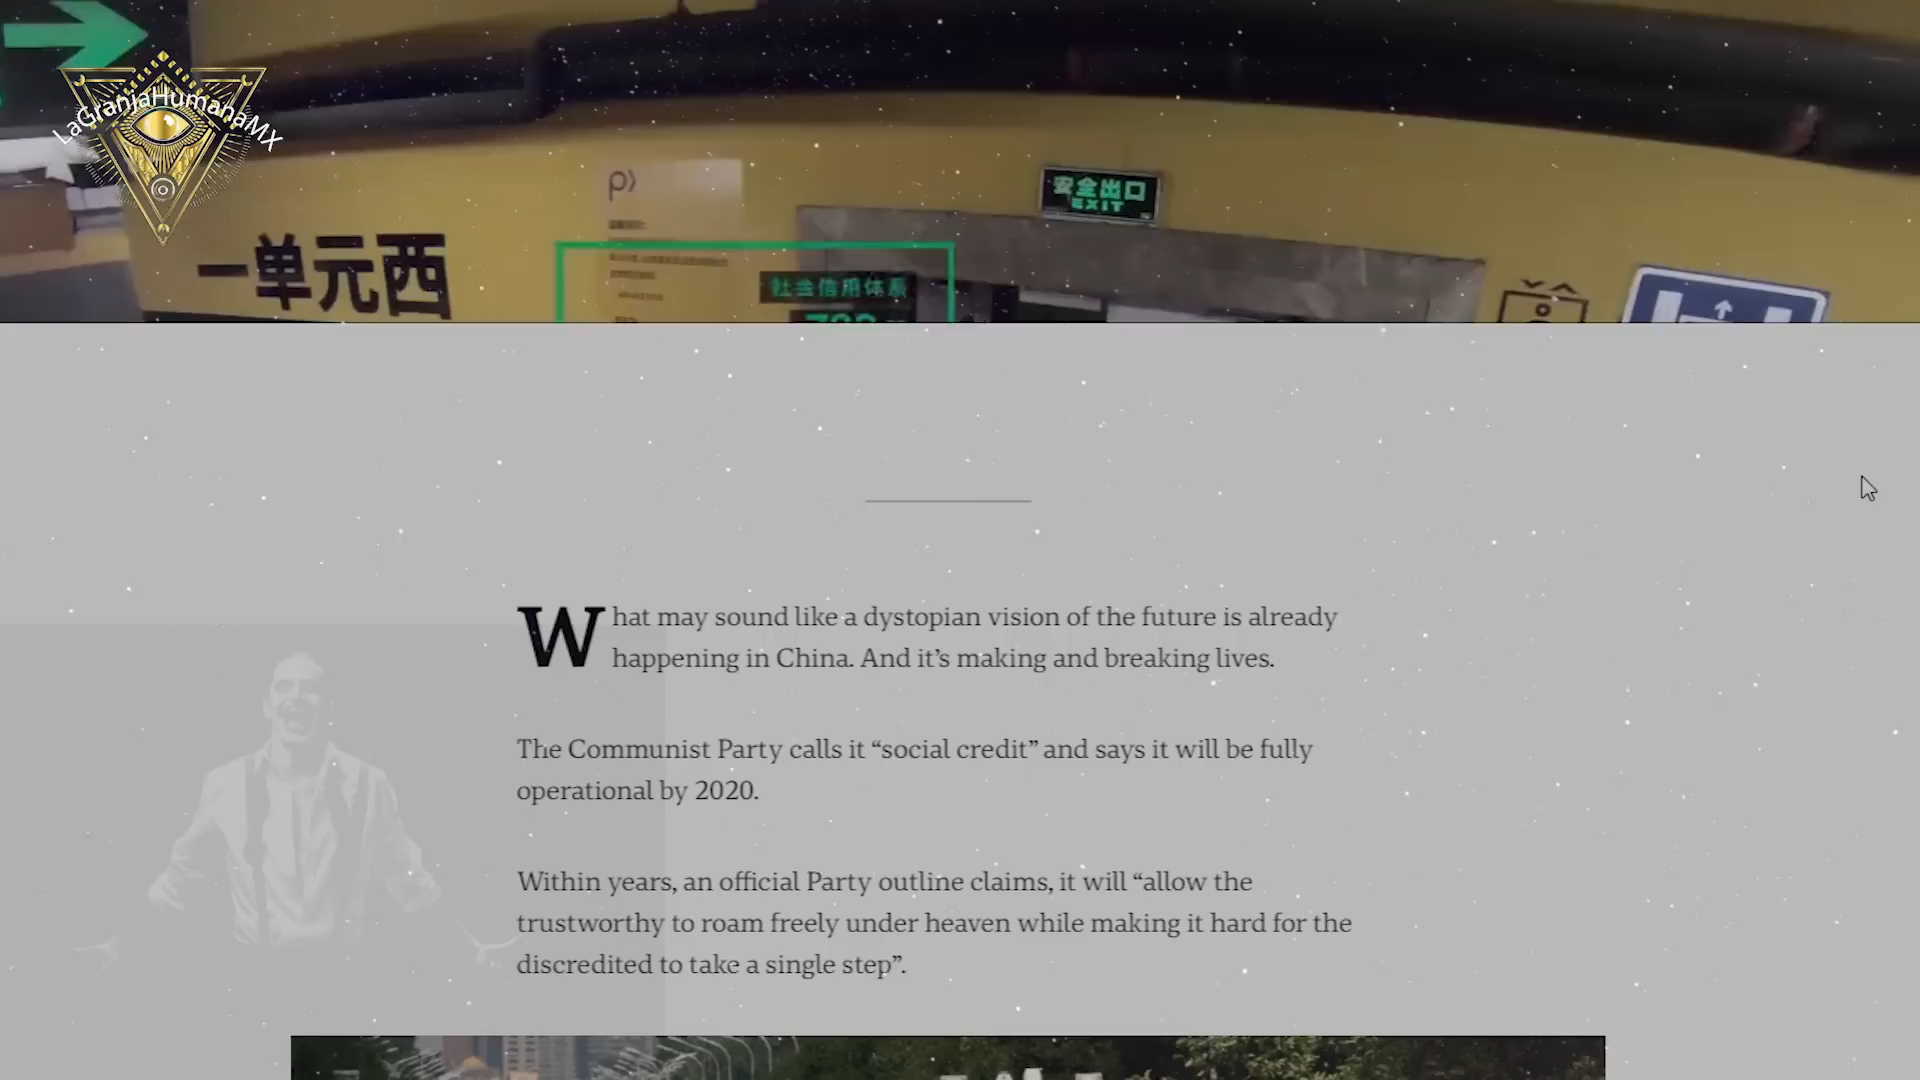 LaGranjaHumanaMX
安全出口
EXIT
一单元西
社会信用体系
What may sound like a dystopian vision of the future is already
happening in China. And it’s making and breaking lives.
The Communist Party calls it “social credit” and says it will be fully
operational by 2020.
Within years, an official Party outline claims, it will “allow the
trustworthy to roam freely under heaven while making it hard for the
discredited to take a single step”.